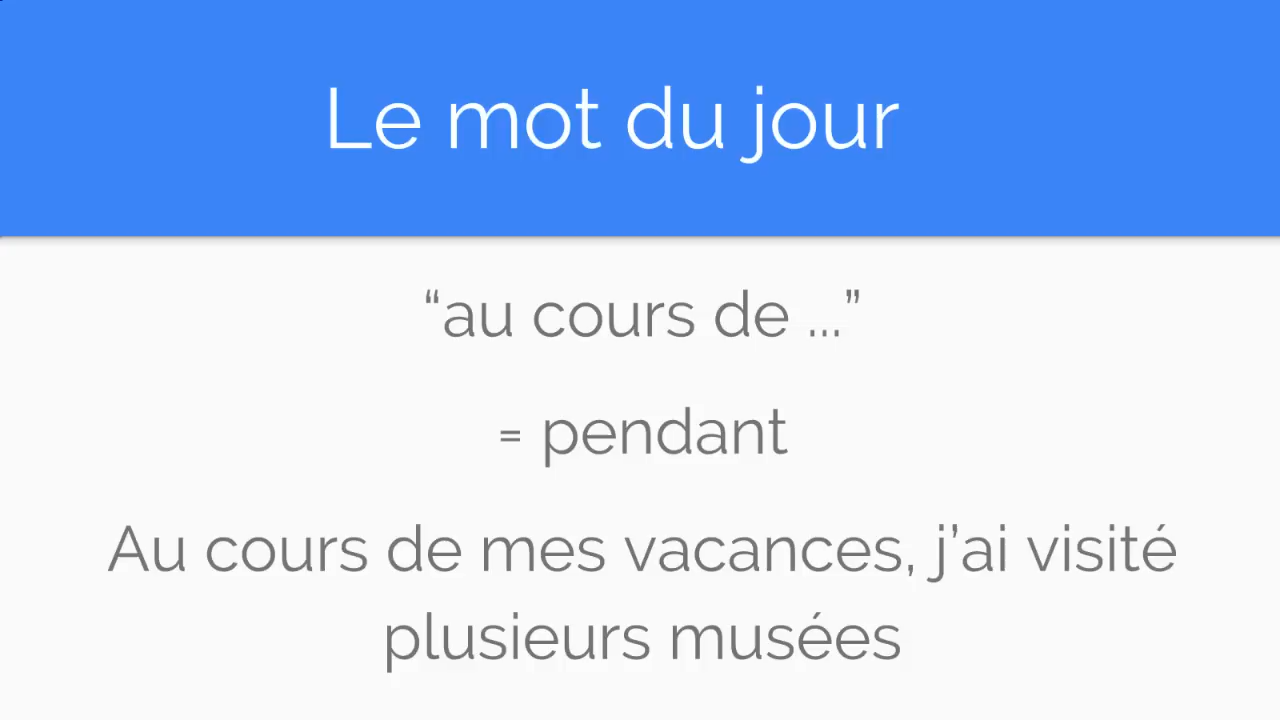 Le mot du jour
“au cours de ...”
= pendant
Au cours de mes vacances, j’ai visité
plusieurs musées